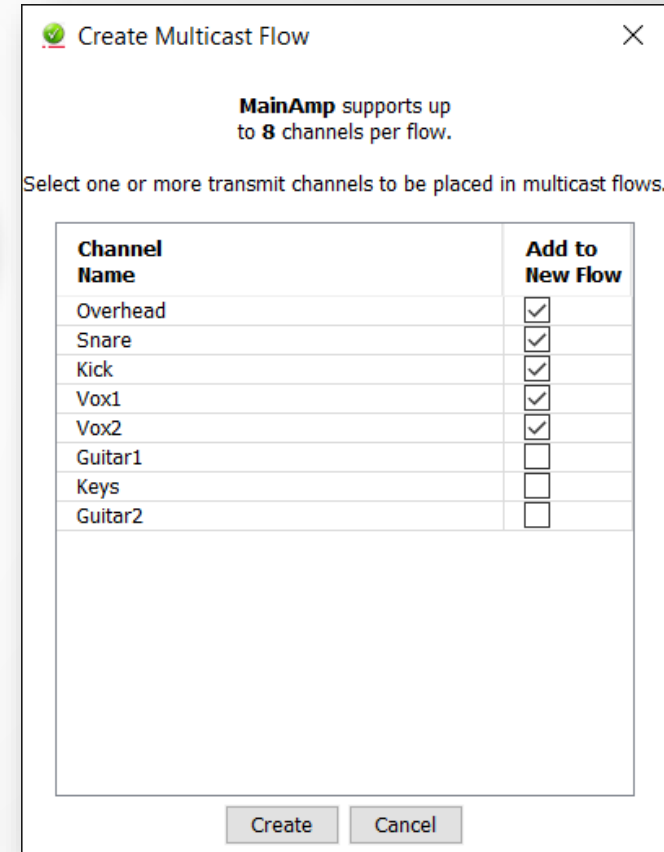 Create Multicast Flow
MainAmp supports up
to 8 channels per flow.
Select one or more transmit channels to be placed in multicast flows.
Channel Name
Add to New Flow
Overhead
Snare
Kick
Vox1
Vox2
Guitar1
Keys
Guitar2
Create
Cancel